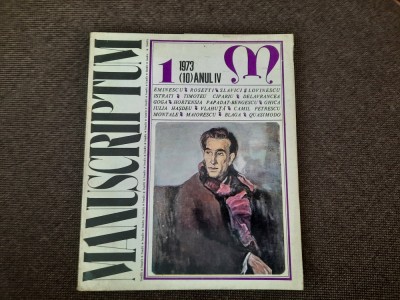 MANUSCRIPTUM
1 1973
(10) ANUL IV
M
EMINESCU ROSETTI SLAVICI LOVINESCU
ISTRATI TIMOTEU CIPARIU DELAVRANCEA
GOGA HORTENSIA PAPADAT-BENGESCU GHICA
IULIA HASDEU VLAHUȚĂ CAMIL PETRESCU
MONTALE MAIORESCU BLAGA QUASIMODO